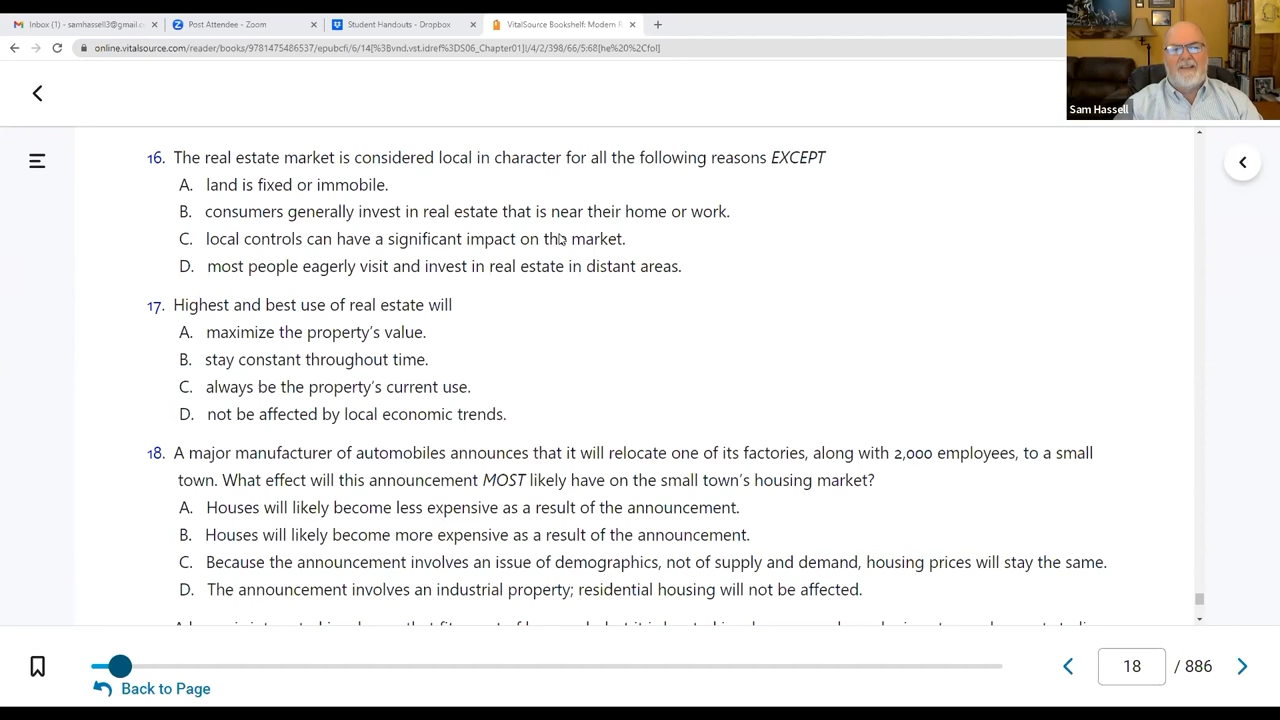 Inbox (1) - samhassell3@gmail.c
Post Attendee - Zoom
Student Handouts - Dropbox
VitalSource Bookshelf: Modern R
online.vitalsource.com/reader/books/9781475486537/epubcfi/6/14[%3Bvnd.vst.idref%3DS06_Chapter01]!/4/2/398/66/5:68[he%20%2Cfol]
Sam Hassell
16. The real estate market is considered local in character for all the following reasons EXCEPT
A. land is fixed or immobile.
B. consumers generally invest in real estate that is near their home or work.
C. local controls can have a significant impact on the market.
D. most people eagerly visit and invest in real estate in distant areas.
17. Highest and best use of real estate will
A. maximize the property's value.
B. stay constant throughout time.
C. always be the property's current use.
D. not be affected by local economic trends.
18. A major manufacturer of automobiles announces that it will relocate one of its factories, along with 2,000 employees, to a small
town. What effect will this announcement MOST likely have on the small town's housing market?
A. Houses will likely become less expensive as a result of the announcement.
B. Houses will likely become more expensive as a result of the announcement.
C. Because the announcement involves an issue of demographics, not of supply and demand, housing prices will stay the same.
D. The announcement involves an industrial property; residential housing will not be affected.
18 / 886
Back to Page